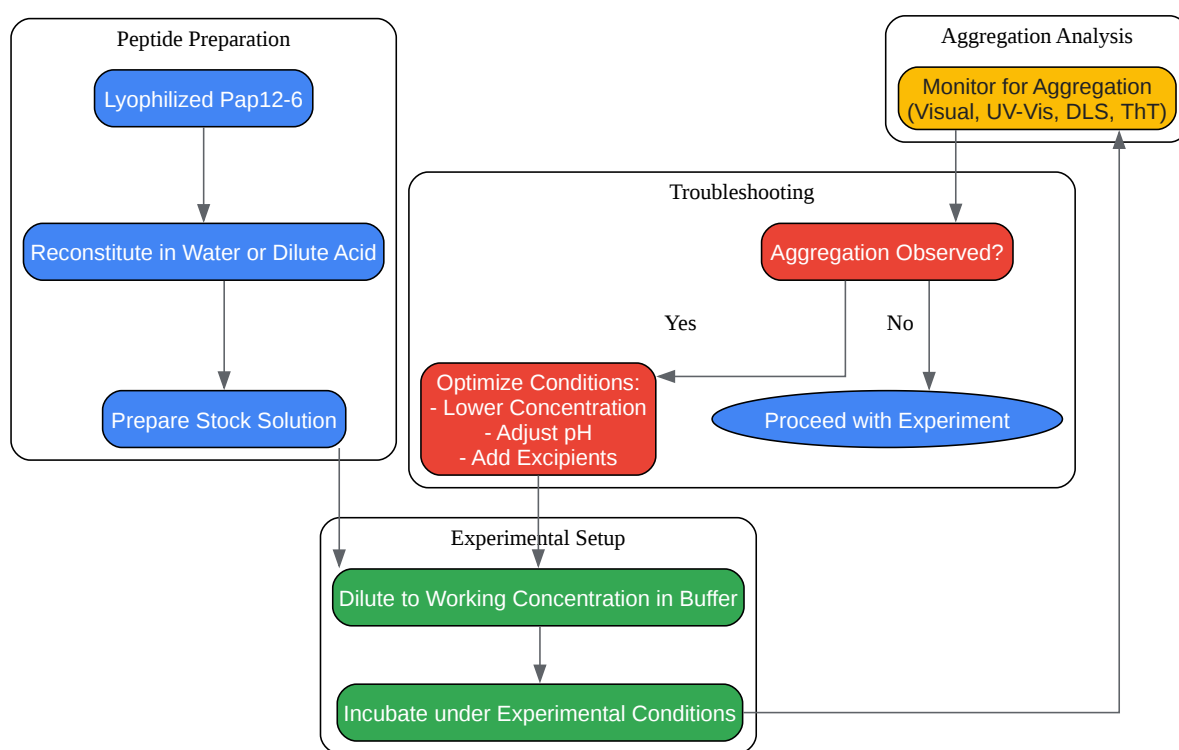 Peptide Preparation
Lyophilized Pap12-6
Reconstitute in Water or Dilute Acid
Prepare Stock Solution
Aggregation Analysis
Monitor for Aggregation
(Visual, UV-Vis, DLS, ThT)
Troubleshooting
Aggregation Observed?
Yes
No
Optimize Conditions:
- Lower Concentration
- Adjust pH
- Add Excipients
Proceed with Experiment
Experimental Setup
Dilute to Working Concentration in Buffer
Incubate under Experimental Conditions